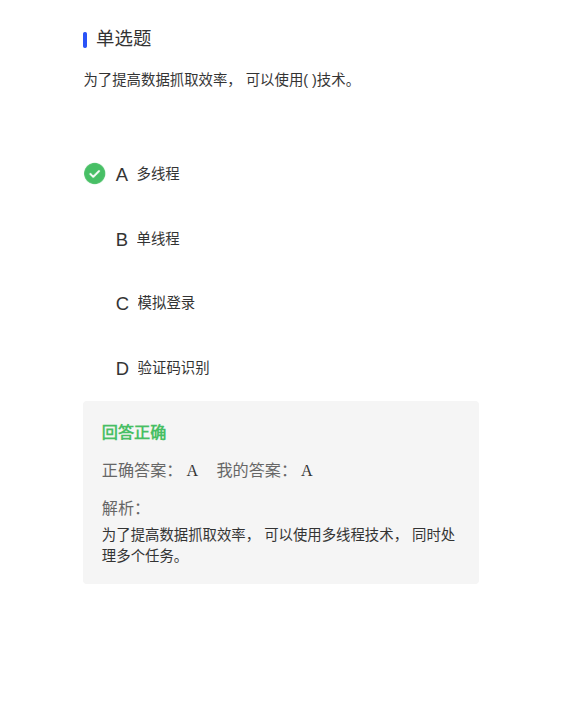 单选题
为了提高数据抓取效率， 可以使用( )技术。
A 多线程
B 单线程
C 模拟登录
D 验证码识别
回答正确
正确答案： A 我的答案： A
解析：
为了提高数据抓取效率， 可以使用多线程技术， 同时处
理多个任务。